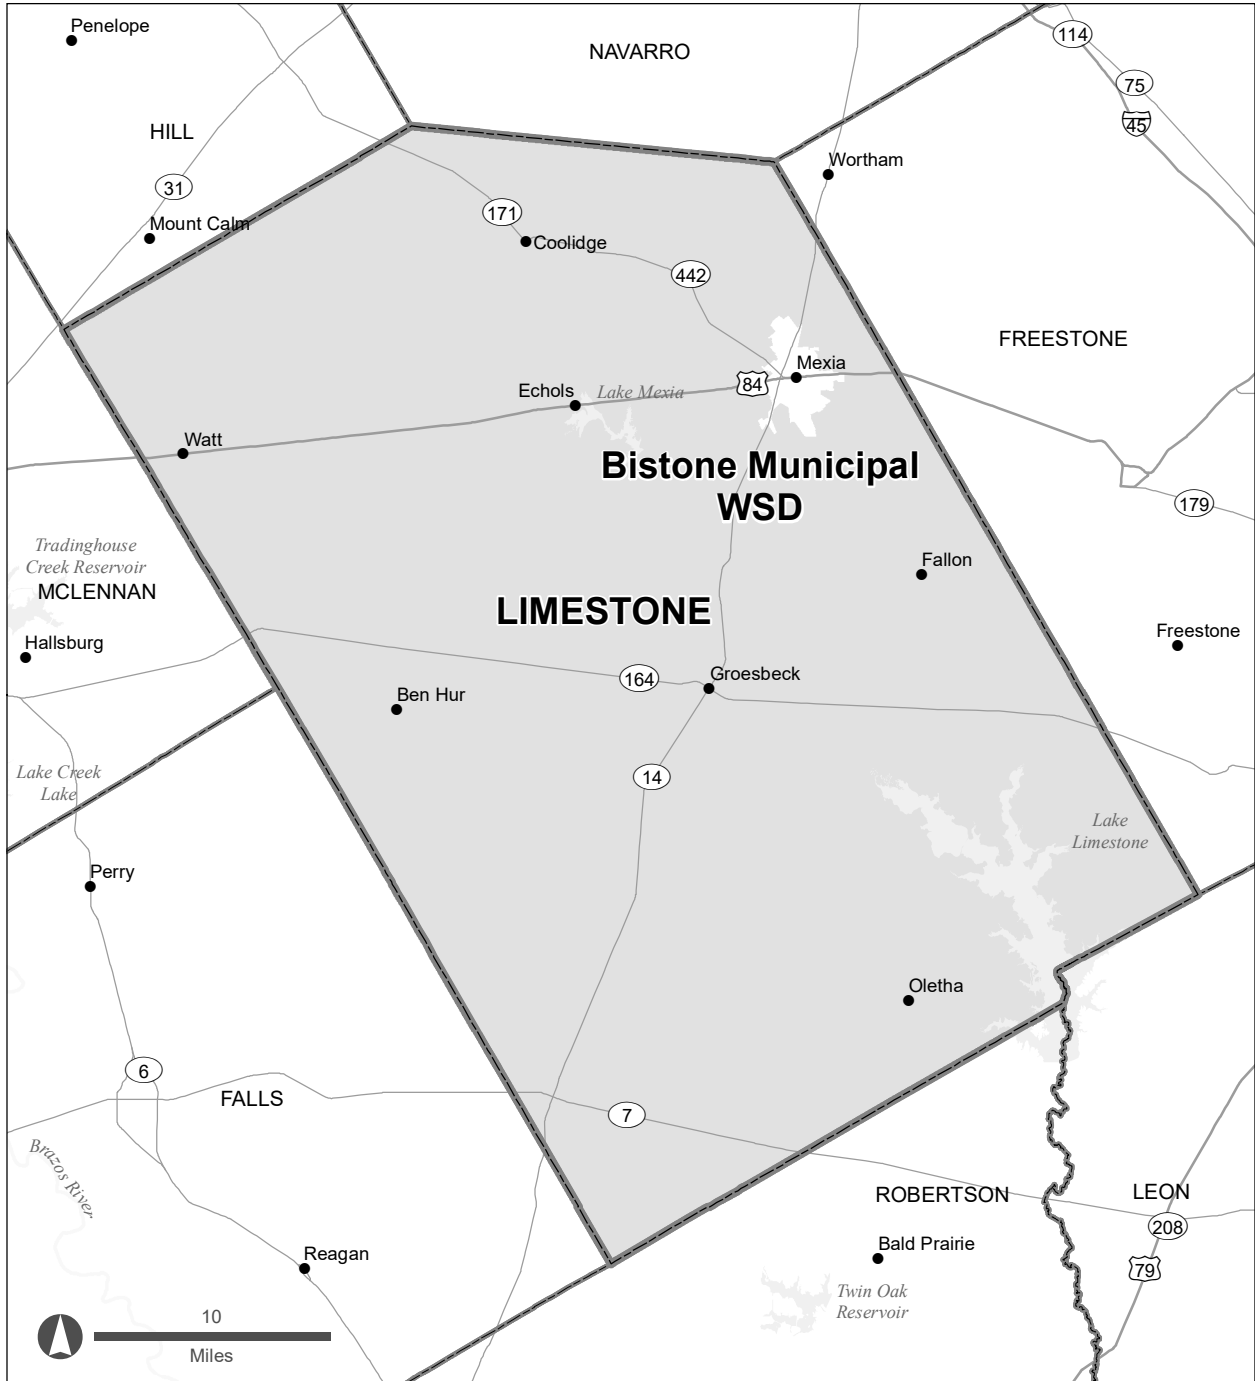 Penelope
NAVARRO
114
75
45
HILL
Wortham
31
171
Mount Calm
Coolidge
442
FREESTONE
Mexia
84
Echols
Lake Mexia
Watt
Bistone Municipal
WSD
179
Tradinghouse
Creek Reservoir
MCLENNAN
Fallon
LIMESTONE
Hallsburg
Freestone
164
Groesbeck
Ben Hur
Lake Creek
Lake
14
Lake
Limestone
Perry
Oletha
6
FALLS
7
Brazos River
ROBERTSON
LEON
208
Bald Prairie
Reagan
79
Twin Oak
Reservoir
10
Miles